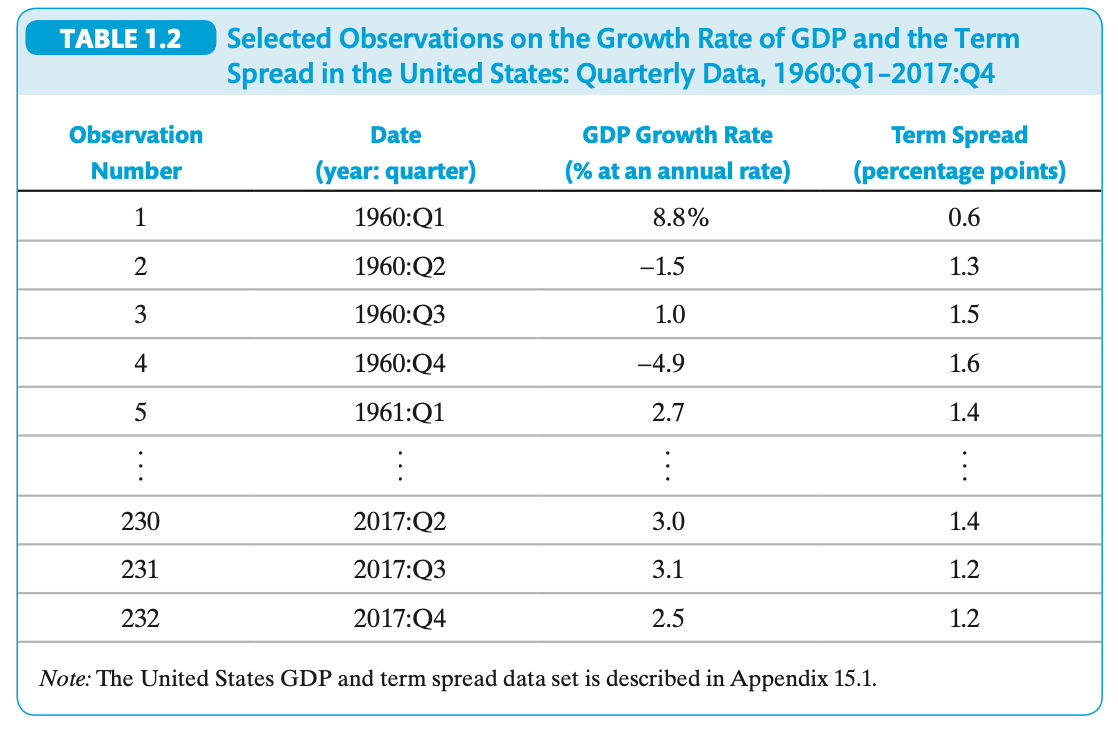 TABLE 1.2 Selected Observations on the Growth Rate of GDP and the Term
Spread in the United States: Quarterly Data, 1960:Q1–2017:Q4
Observation Date GDP Growth Rate Term Spread
Number (year: quarter) (% at an annual rate) (percentage points)
1 1960:Q1 8.8% 0.6
2 1960:Q2 –1.5 1.3
3 1960:Q3 1.0 1.5
4 1960:Q4 –4.9 1.6
5 1961:Q1 2.7 1.4
⋮ ⋮ ⋮ ⋮
230 2017:Q2 3.0 1.4
231 2017:Q3 3.1 1.2
232 2017:Q4 2.5 1.2
Note: The United States GDP and term spread data set is described in Appendix 15.1.